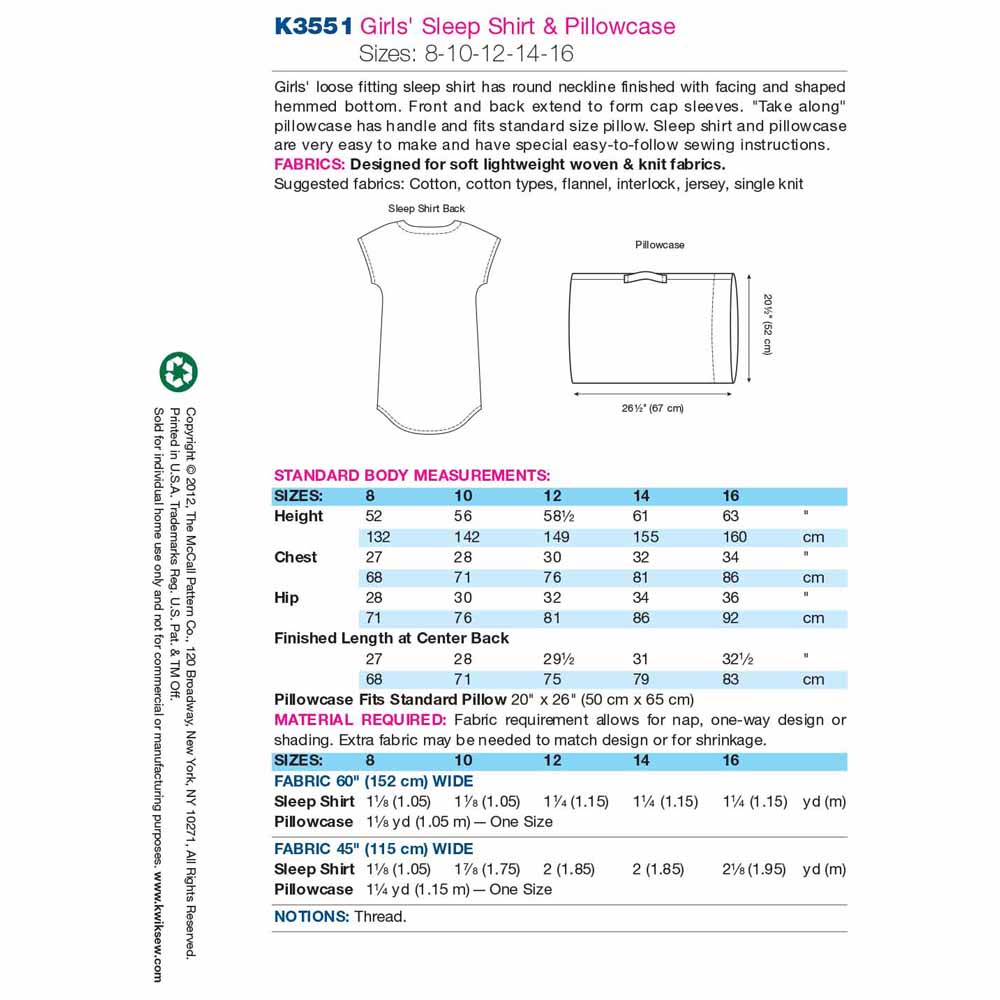 K3551 Girls' Sleep Shirt & Pillowcase
Sizes: 8-10-12-14-16
Girls' loose fitting sleep shirt has round neckline finished with facing and shaped
hemmed bottom. Front and back extend to form cap sleeves. "Take along"
pillowcase has handle and fits standard size pillow. Sleep shirt and pillowcase
are very easy to make and have special easy-to-follow sewing instructions.
FABRICS: Designed for soft lightweight woven & knit fabrics.
Suggested fabrics: Cotton, cotton types, flannel, interlock, jersey, single knit
Sleep Shirt Back
Pillowcase
20½" (52 cm)
26½" (67 cm)
STANDARD BODY MEASUREMENTS:
SIZES: 8 10 12 14 16
Height 52 56 58½ 61 63 "
132 142 149 155 160 cm
Chest 27 28 30 32 34 "
68 71 76 81 86 cm
Hip 28 30 32 34 36 "
71 76 81 86 92 cm
Finished Length at Center Back
27 28 29½ 31 32½ "
68 71 75 79 83 cm
Pillowcase Fits Standard Pillow 20" x 26" (50 cm x 65 cm)
MATERIAL REQUIRED: Fabric requirement allows for nap, one-way design or
shading. Extra fabric may be needed to match design or for shrinkage.
SIZES: 8 10 12 14 16
FABRIC 60" (152 cm) WIDE
Sleep Shirt 1⅛ (1.05) 1⅛ (1.05) 1¼ (1.15) 1¼ (1.15) 1¼ (1.15) yd (m)
Pillowcase 1⅛ yd (1.05 m) — One Size
FABRIC 45" (115 cm) WIDE
Sleep Shirt 1⅛ (1.05) 1⅞ (1.75) 2 (1.85) 2 (1.85) 2⅛ (1.95) yd (m)
Pillowcase 1¼ yd (1.15 m) — One Size
NOTIONS: Thread.
Copyright © 2012, The McCall Pattern Co., 120 Broadway, New York, NY 10271, All Rights Reserved.
Printed in U.S.A. Trademarks Reg. U.S. Pat. & TM Off.
Sold for individual home use only and not for commercial or manufacturing purposes. www.kwiksew.com